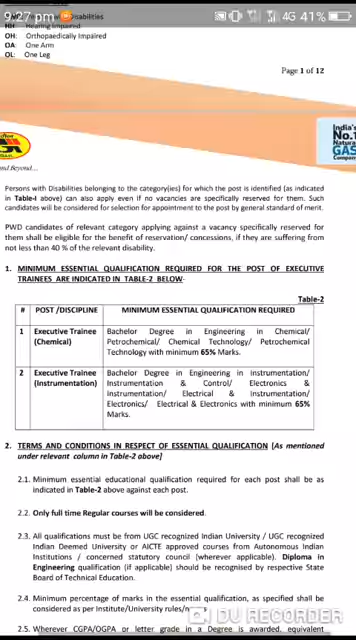 9:27 pm
4G 41%
Disabilities
HH: Hearing Impaired
OH: Orthopaedically Impaired
OA: One Arm
OL: One Leg
Page 1 of 12
India's
No.1
Natural
GAS
Company
and Beyond...
Persons with Disabilities belonging to the category(ies) for which the post is identified (as indicated
in Table-I above) can also apply even if no vacancies are specifically reserved for them. Such
candidates will be considered for selection for appointment to the post by general standard of merit.
PWD candidates of relevant category applying against a vacancy specifically reserved for
them shall be eligible for the benefit of reservation/ concessions, if they are suffering from
not less than 40 % of the relevant disability.
1. MINIMUM ESSENTIAL QUALIFICATION REQUIRED FOR THE POST OF EXECUTIVE
TRAINEES ARE INDICATED IN TABLE-2 BELOW-
Table-2
# POST /DISCIPLINE MINIMUM ESSENTIAL QUALIFICATION REQUIRED
1 Executive Trainee Bachelor Degree in Engineering in Chemical/
(Chemical) Petrochemical/ Chemical Technology/ Petrochemical
Technology with minimum 65% Marks.
2 Executive Trainee Bachelor Degree in Engineering in Instrumentation/
(Instrumentation) Instrumentation & Control/ Electronics &
Instrumentation/ Electrical & Instrumentation/
Electronics/ Electrical & Electronics with minimum 65%
Marks.
2. TERMS AND CONDITIONS IN RESPECT OF ESSENTIAL QUALIFICATION [As mentioned
under relevant column in Table-2 above]
2.1. Minimum essential educational qualification required for each post shall be as
indicated in Table-2 above against each post.
2.2. Only full time Regular courses will be considered.
2.3. All qualifications must be from UGC recognized Indian University / UGC recognized
Indian Deemed University or AICTE approved courses from Autonomous Indian
Institutions / concerned statutory council (wherever applicable). Diploma in
Engineering qualification (if applicable) should be recognised by respective State
Board of Technical Education.
2.4. Minimum percentage of marks in the essential qualification, as specified shall be
considered as per Institute/University rules/
DU RECORDER
2.5. Wherever CGPA/OGPA or letter grade in a Degree is awarded, equivalent